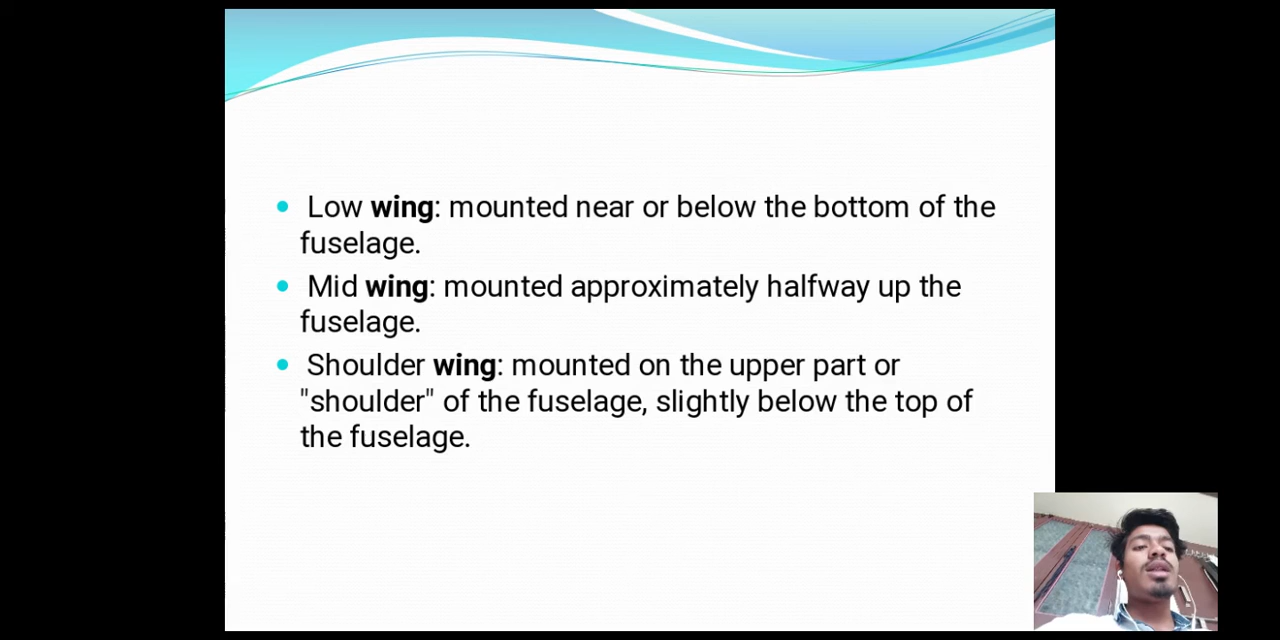 Low wing: mounted near or below the bottom of the
fuselage.
Mid wing: mounted approximately halfway up the
fuselage.
Shoulder wing: mounted on the upper part or
"shoulder" of the fuselage, slightly below the top of
the fuselage.